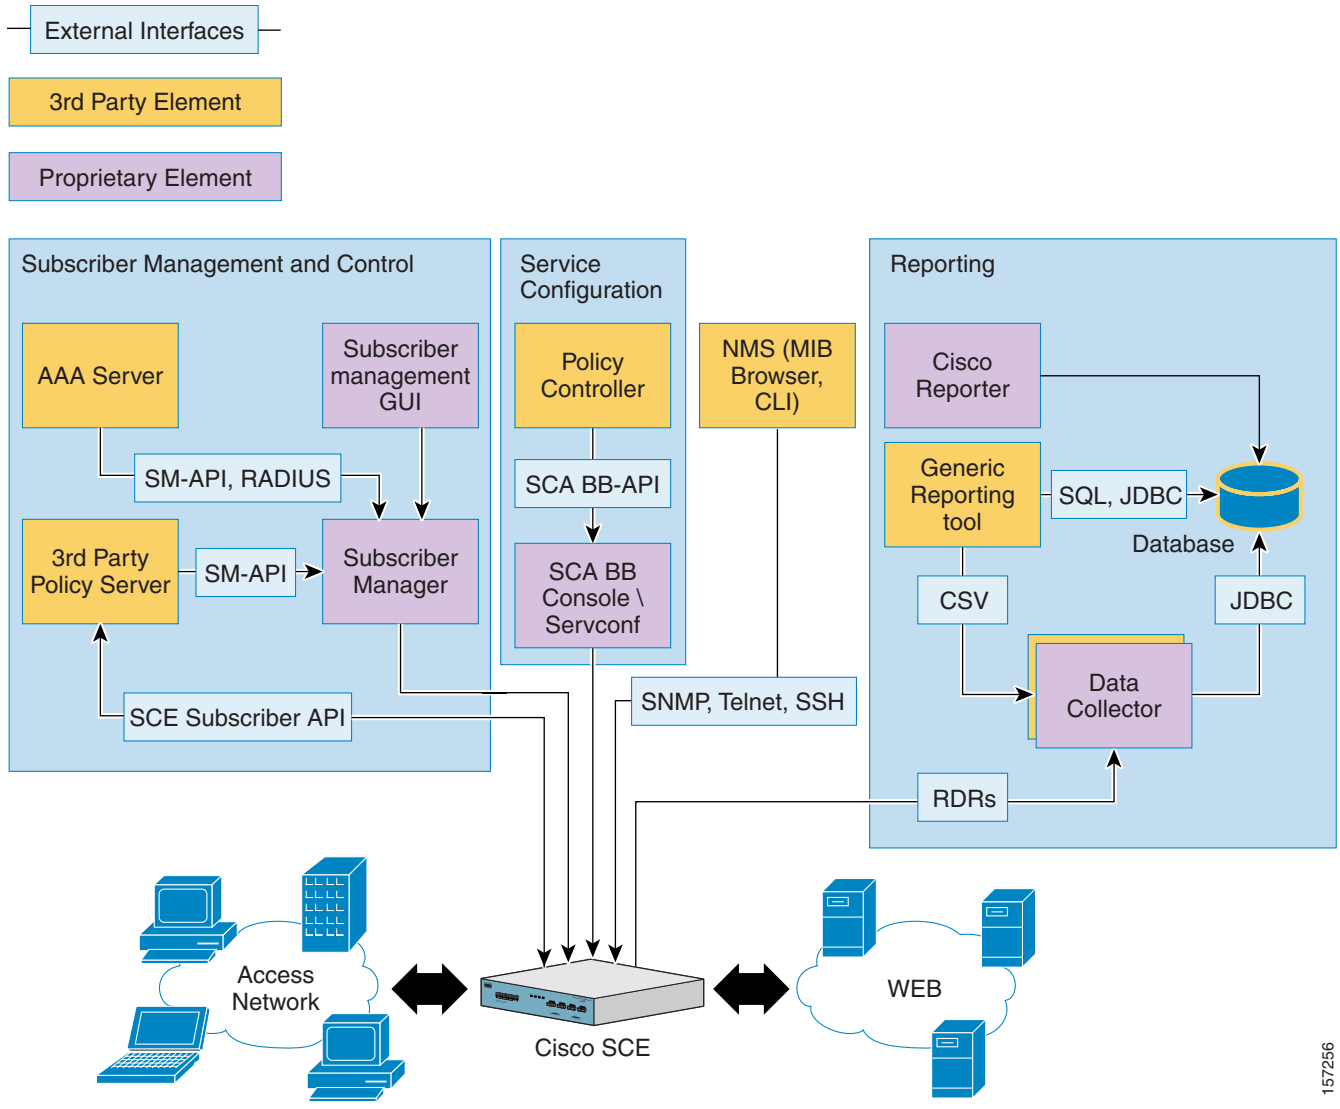 External Interfaces
3rd Party Element
Proprietary Element
Subscriber Management and Control
AAA Server
Subscriber
management
GUI
SM-API, RADIUS
3rd Party
Policy Server
SM-API
Subscriber
Manager
SCE Subscriber API
Service
Configuration
Policy
Controller
SCA BB-API
SCA BB
Console \
Servconf
NMS (MIB
Browser,
CLI)
SNMP, Telnet, SSH
Reporting
Cisco
Reporter
Generic
Reporting
tool
SQL, JDBC
Database
CSV
JDBC
Data
Collector
RDRs
Access
Network
Cisco SCE
WEB
157256